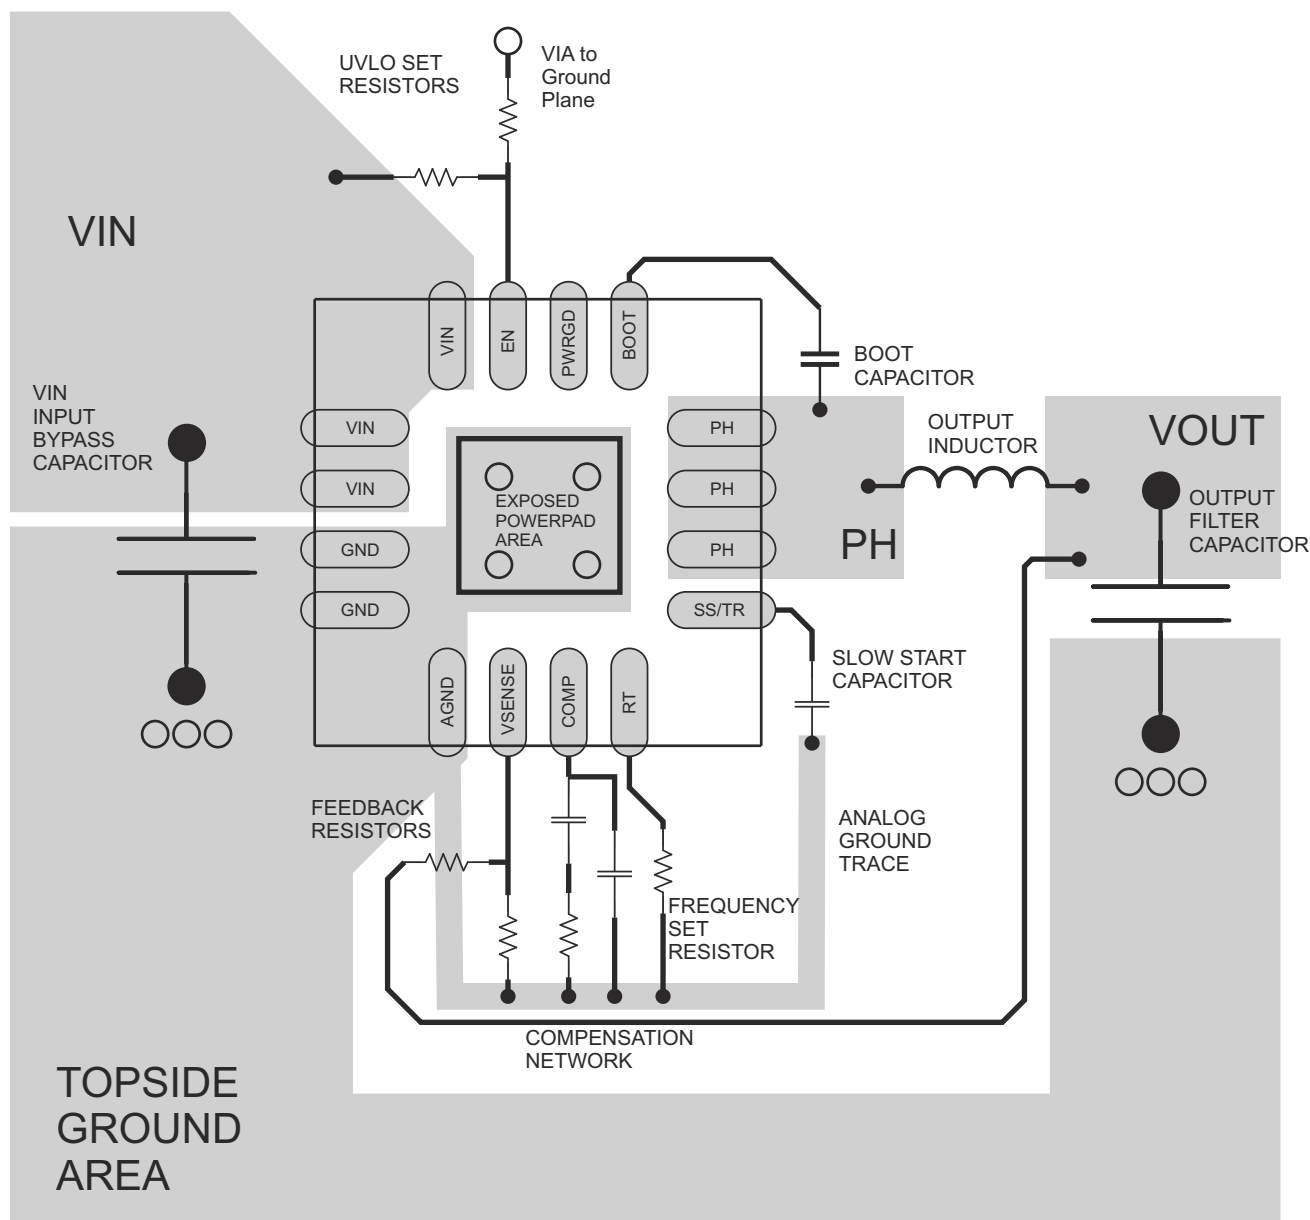 UVLO SET
RESISTORS
VIA to
Ground
Plane
VIN
VIN
EN
PWRGD
BOOT
BOOT
CAPACITOR
VIN
INPUT
BYPASS
CAPACITOR
VIN
VIN
GND
GND
EXPOSED
POWERPAD
AREA
PH
PH
PH
SS/TR
PH
OUTPUT
INDUCTOR
VOUT
OUTPUT
FILTER
CAPACITOR
AGND
VSENSE
COMP
RT
SLOW START
CAPACITOR
FEEDBACK
RESISTORS
ANALOG
GROUND
TRACE
FREQUENCY
SET
RESISTOR
COMPENSATION
NETWORK
TOPSIDE
GROUND
AREA